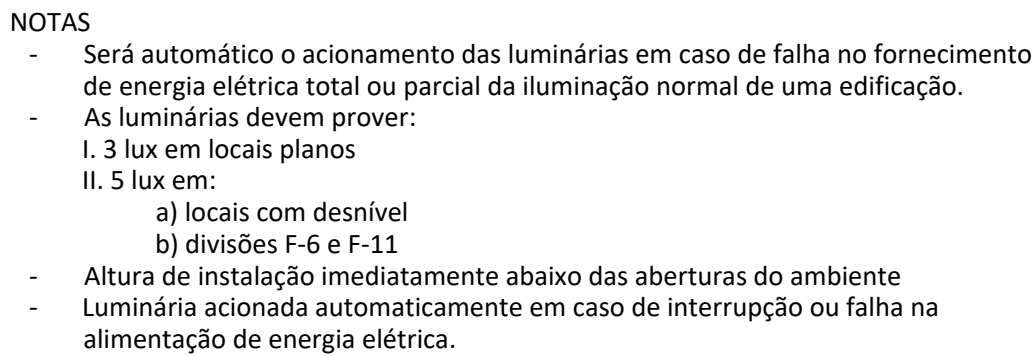 NOTAS
- Será automático o acionamento das luminárias em caso de falha no fornecimento
de energia elétrica total ou parcial da iluminação normal de uma edificação.
- As luminárias devem prover:
I. 3 lux em locais planos
II. 5 lux em:
a) locais com desnível
b) divisões F-6 e F-11
- Altura de instalação imediatamente abaixo das aberturas do ambiente
- Luminária acionada automaticamente em caso de interrupção ou falha na
alimentação de energia elétrica.